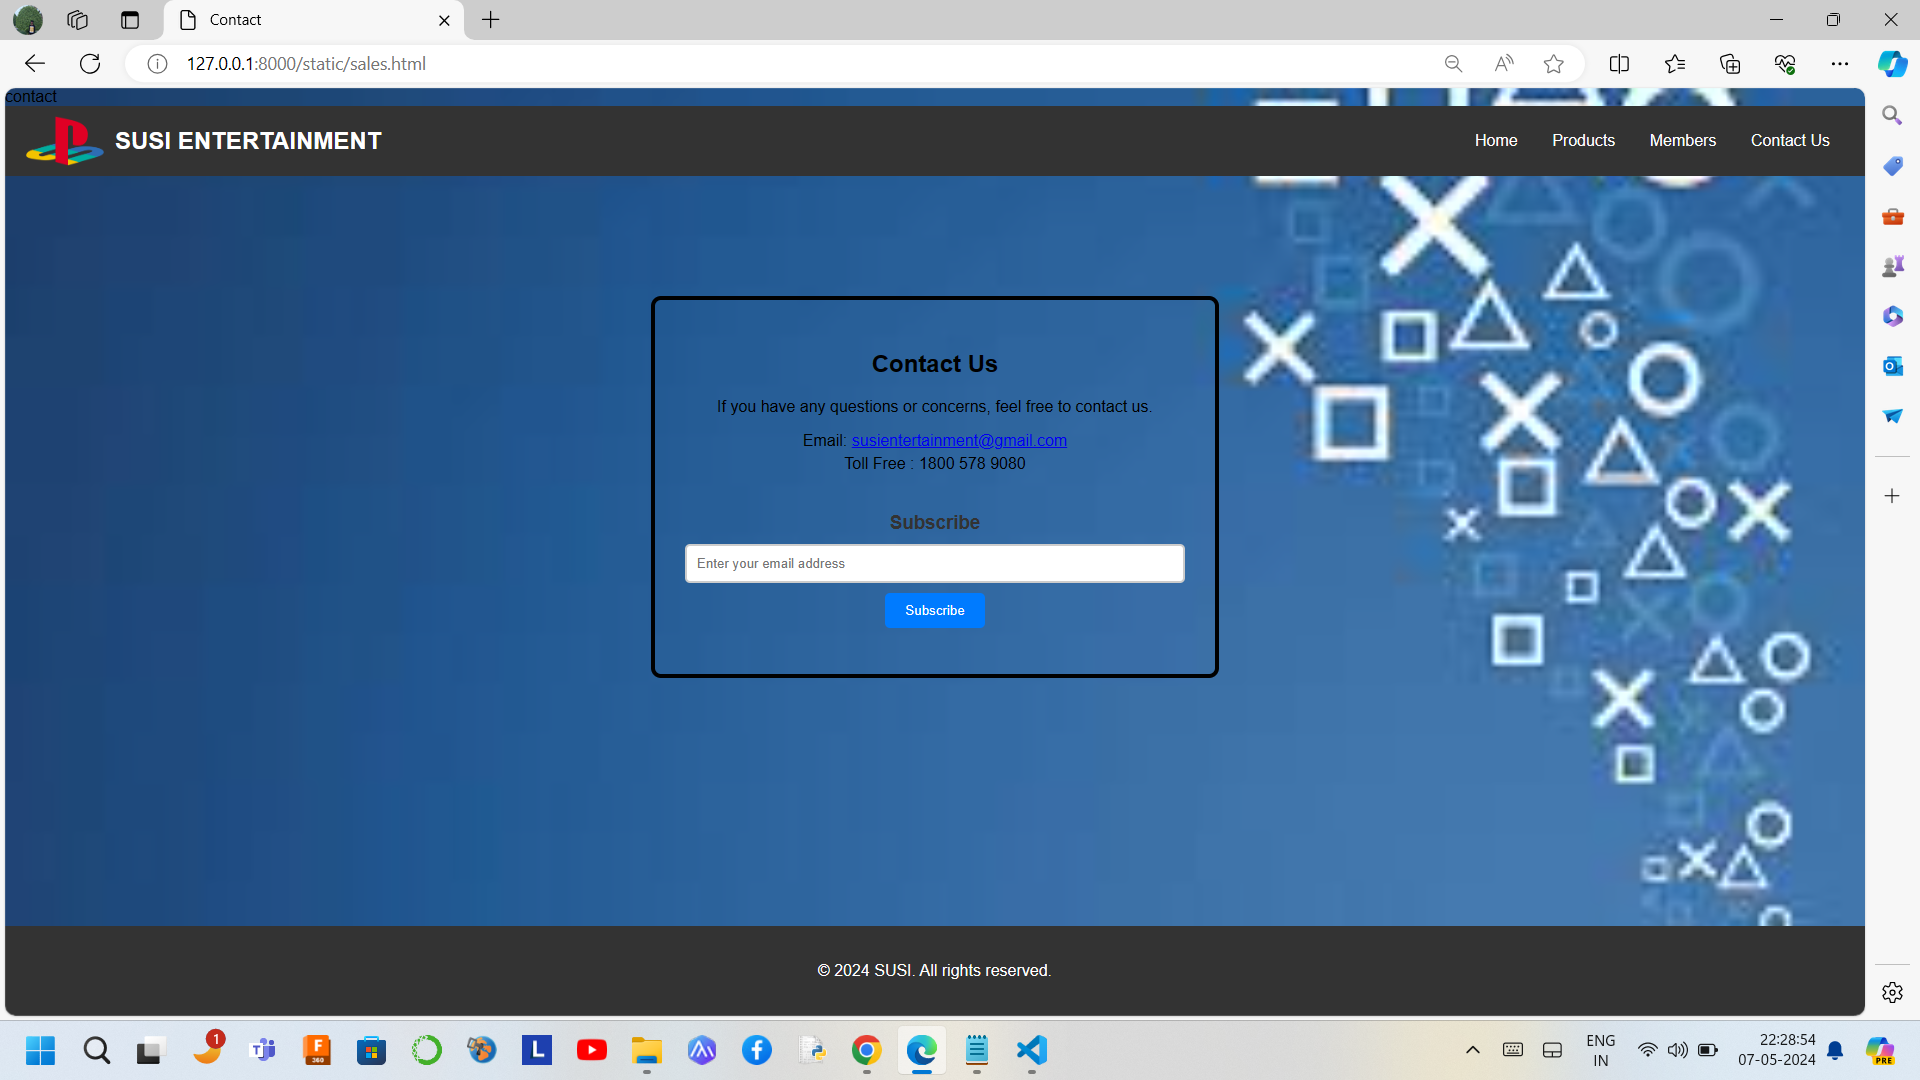 Contact
127.0.0.1:8000/static/sales.html
contact
SUSI ENTERTAINMENT
Home Products Members Contact Us
Contact Us
If you have any questions or concerns, feel free to contact us.
Email: susientertainment@gmail.com
Toll Free : 1800 578 9080
Subscribe
Enter your email address
Subscribe
© 2024 SUSI. All rights reserved.
1
F
360
L
ENG
IN
22:28:54
07-05-2024
PRE